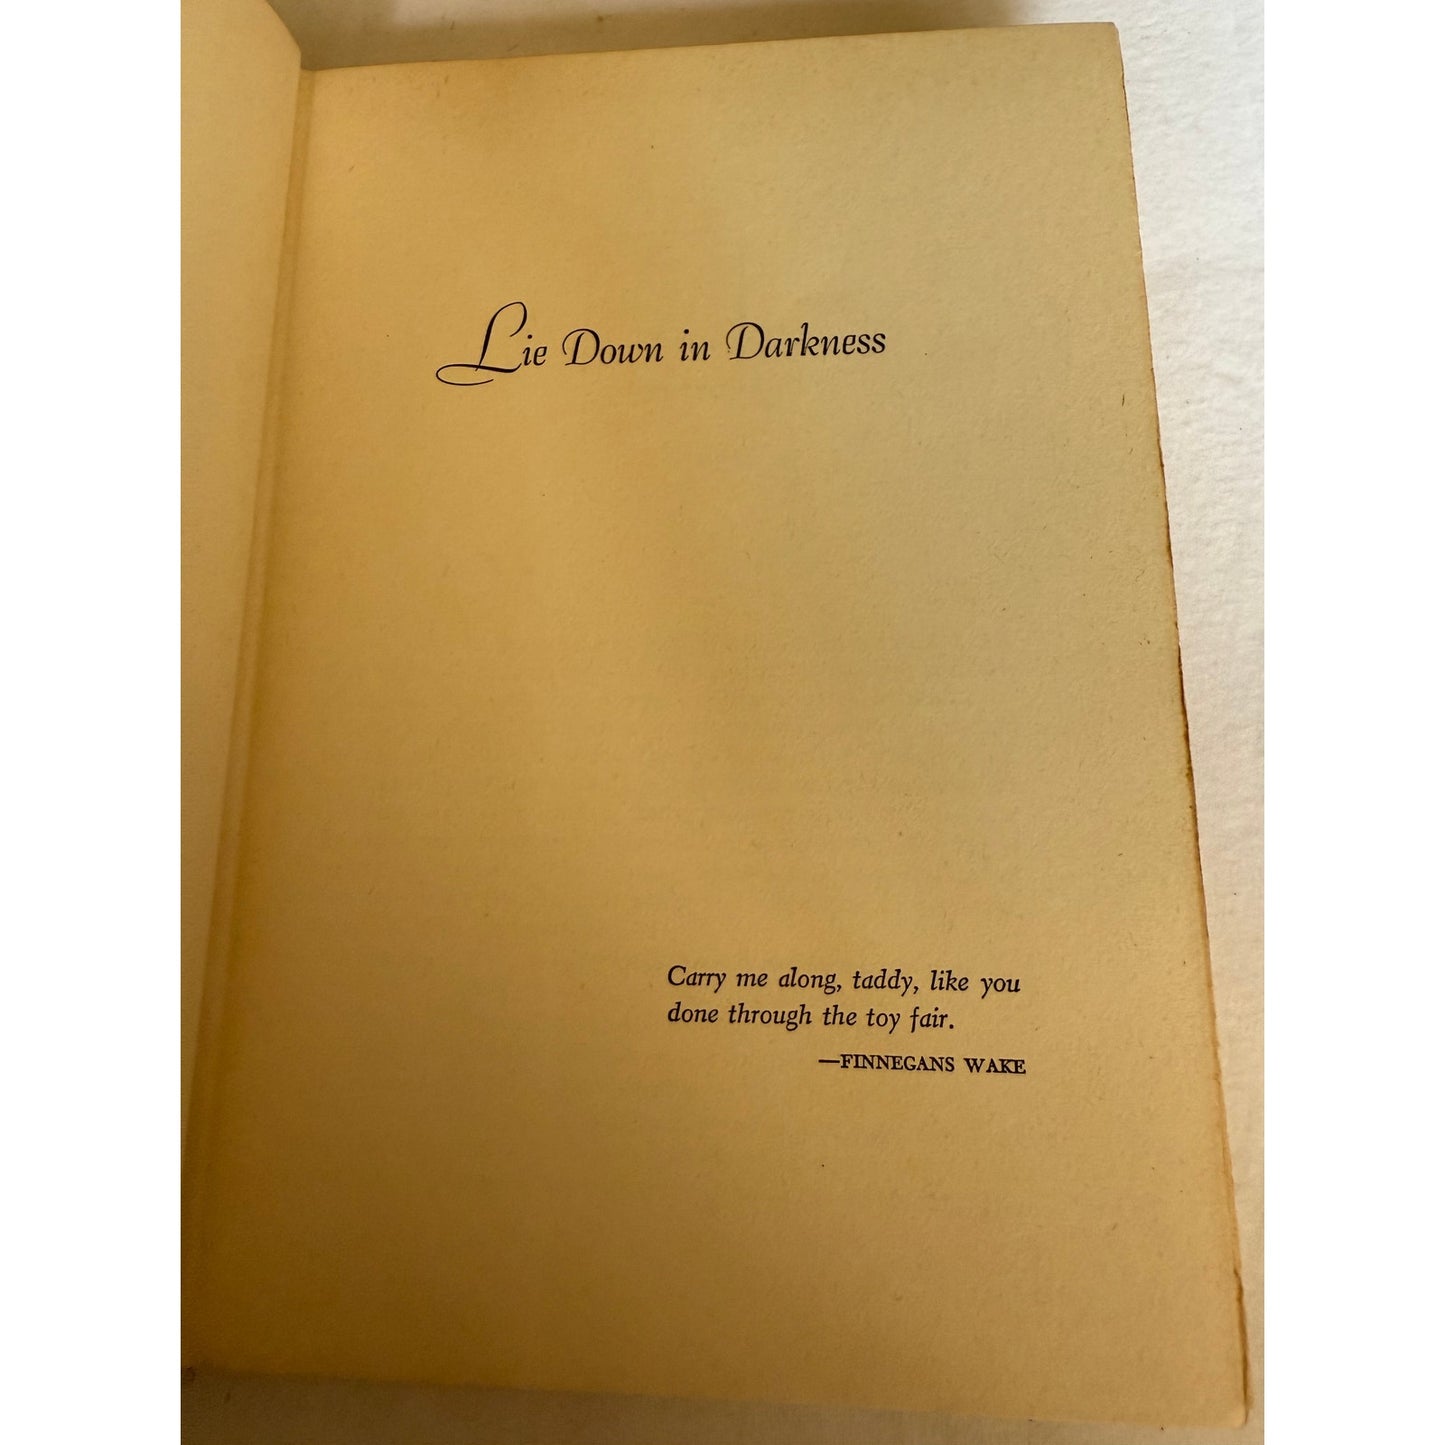 Lie Down in Darkness
Carry me along, taddy, like you
done through the toy fair.
—FINNEGANS WAKE